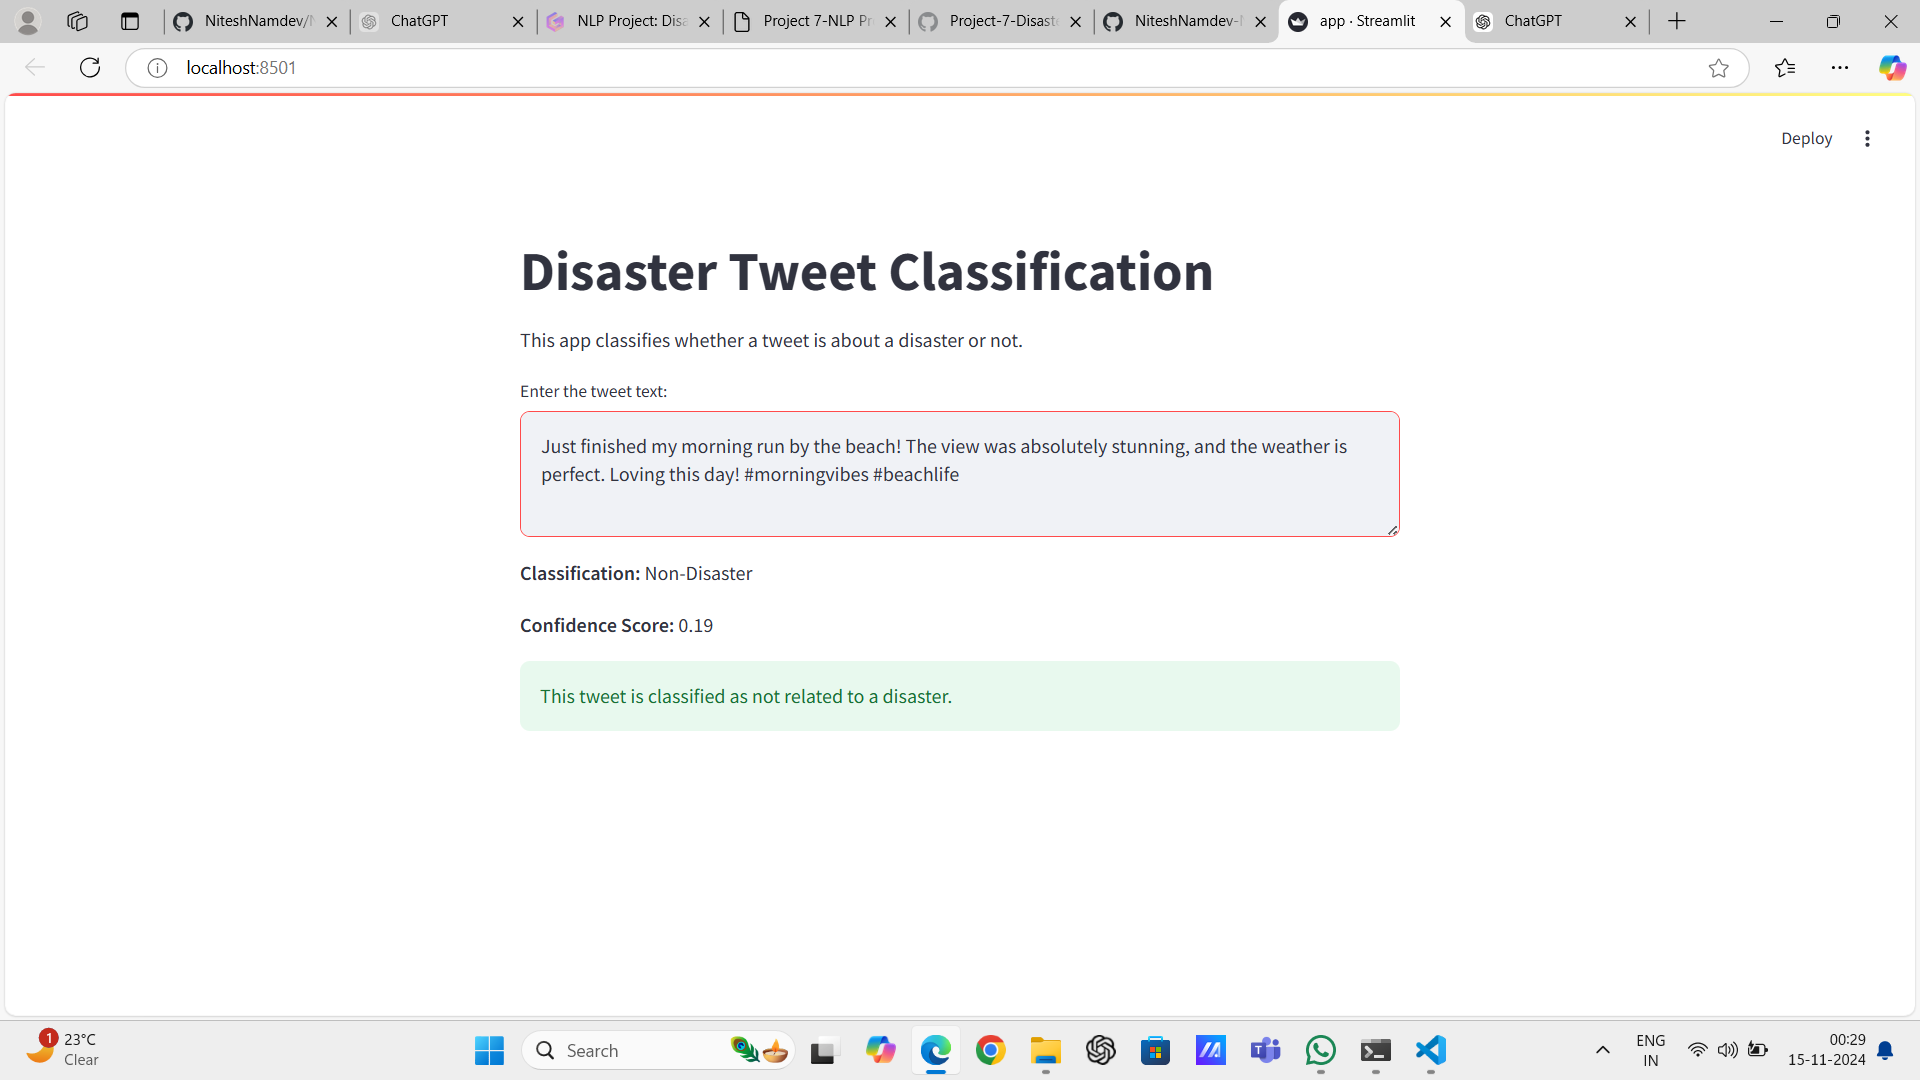 NiteshNamdev/N
ChatGPT
NLP Project: Disa
Project 7-NLP Pr
Project-7-Disaste
NiteshNamdev-N
app · Streamlit
ChatGPT
localhost:8501
Deploy
Disaster Tweet Classification
This app classifies whether a tweet is about a disaster or not.
Enter the tweet text:
Just finished my morning run by the beach! The view was absolutely stunning, and the weather is
perfect. Loving this day! #morningvibes #beachlife
Classification: Non-Disaster
Confidence Score: 0.19
This tweet is classified as not related to a disaster.
1
23°C
Clear
Search
ENG
IN
00:29
15-11-2024